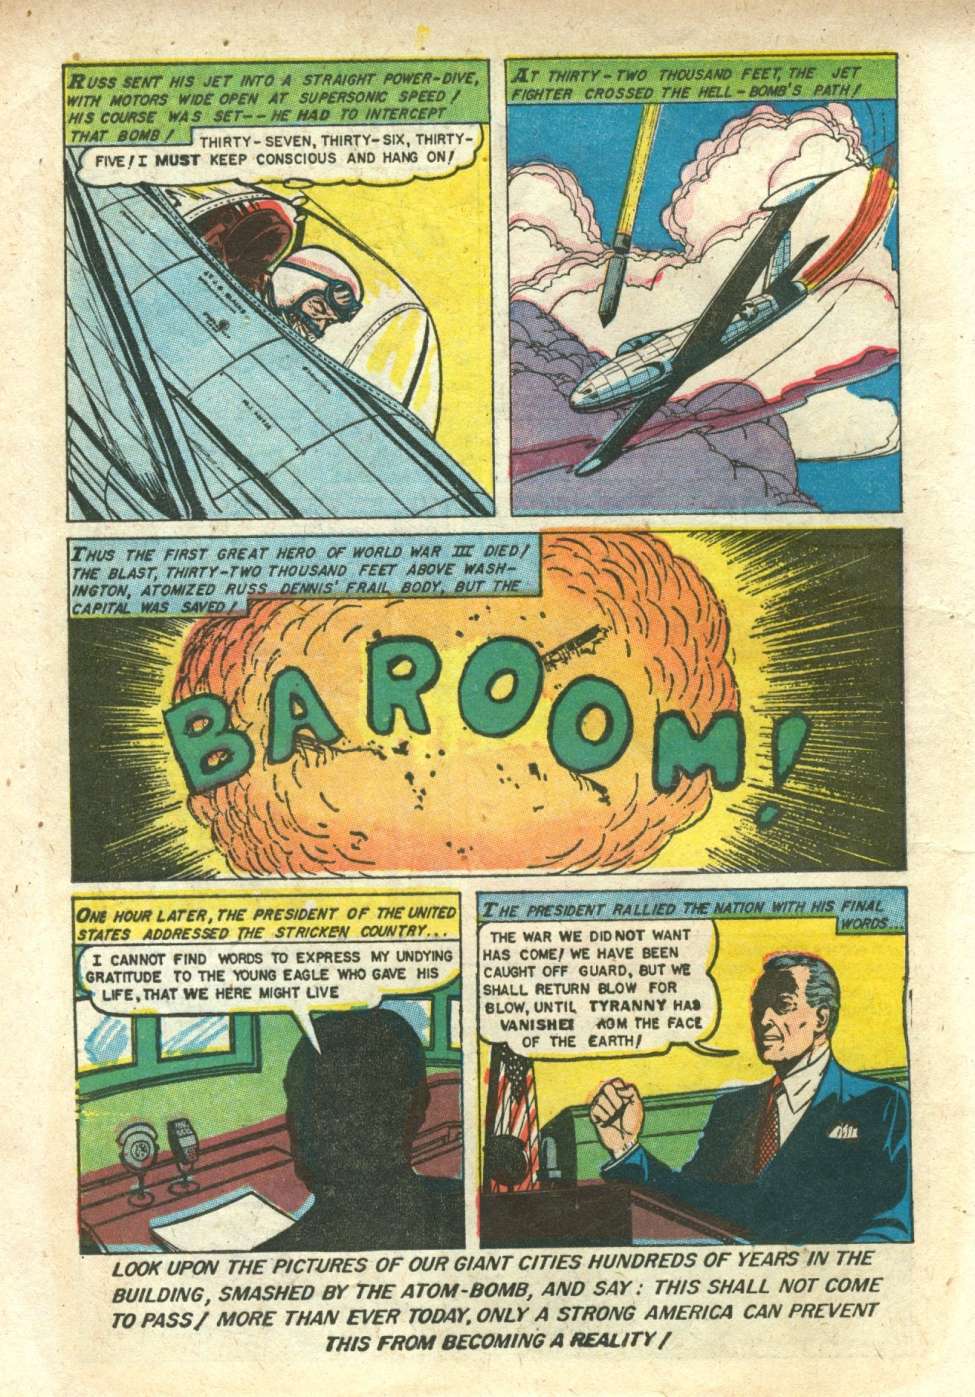 RUSS SENT HIS JET INTO A STRAIGHT POWER-DIVE,
WITH MOTORS WIDE OPEN AT SUPERSONIC SPEED!
HIS COURSE WAS SET--HE HAD TO INTERCEPT
THAT BOMB!
THIRTY-SEVEN, THIRTY-SIX, THIRTY-
FIVE! I MUST KEEP CONSCIOUS AND HANG ON!
AT THIRTY-TWO THOUSAND FEET, THE JET
FIGHTER CROSSED THE HELL-BOMB'S PATH!
THUS THE FIRST GREAT HERO OF WORLD WAR III DIED!
THE BLAST, THIRTY-TWO THOUSAND FEET ABOVE WASH-
INGTON, ATOMIZED RUSS DENNIS' FRAIL BODY, BUT THE
CAPITAL WAS SAVED!
BAROOM!
ONE HOUR LATER, THE PRESIDENT OF THE UNITED
STATES ADDRESSED THE STRICKEN COUNTRY...
I CANNOT FIND WORDS TO EXPRESS MY UNDYING
GRATITUDE TO THE YOUNG EAGLE WHO GAVE HIS
LIFE, THAT WE HERE MIGHT LIVE
THE PRESIDENT RALLIED THE NATION WITH HIS FINAL
WORDS...
THE WAR WE DID NOT WANT
HAS COME! WE HAVE BEEN
CAUGHT OFF GUARD, BUT WE
SHALL RETURN BLOW FOR
BLOW, UNTIL TYRANNY HAS
THE FACE
OF THE EARTH!
LOOK UPON THE PICTURES OF OUR GIANT CITIES HUNDREDS OF YEARS IN THE
BUILDING, SMASHED BY THE ATOM-BOMB, AND SAY: THIS SHALL NOT COME
TO PASS! MORE THAN EVER TODAY, ONLY A STRONG AMERICA CAN PREVENT
THIS FROM BECOMING A REALITY!